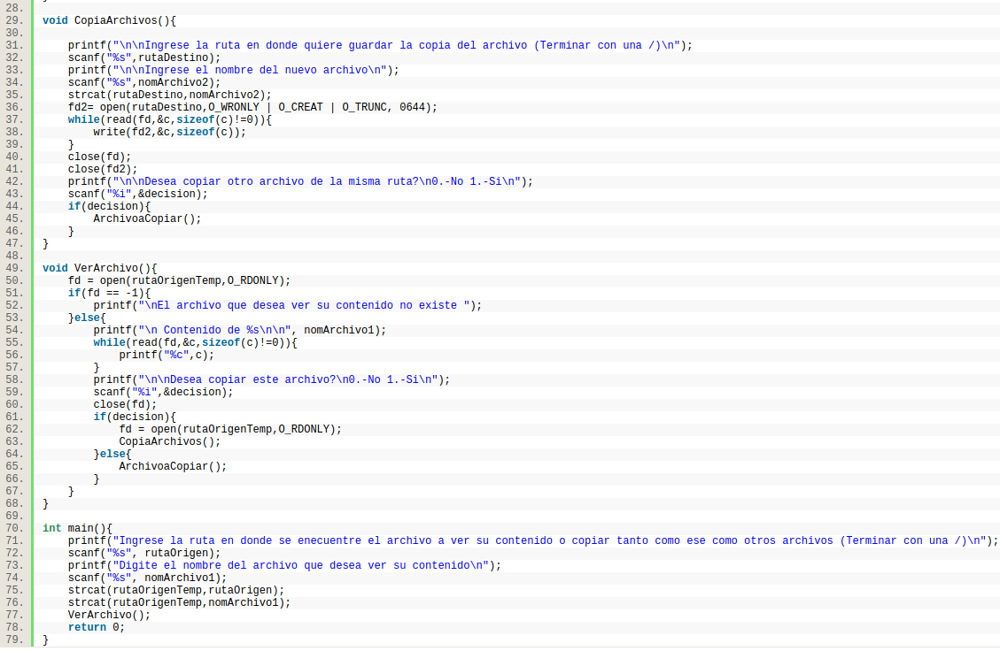 28.
29. void CopiaArchivos(){
30.
31.     printf("\n\nIngrese la ruta en donde quiere guardar la copia del archivo (Terminar con una /)\n");
32.     scanf("%s",rutaDestino);
33.     printf("\n\nIngrese el nombre del nuevo archivo\n");
34.     scanf("%s",nomArchivo2);
35.     strcat(rutaDestino,nomArchivo2);
36.     fd2= open(rutaDestino,O_WRONLY | O_CREAT | O_TRUNC, 0644);
37.     while(read(fd,&c,sizeof(c)!=0)){
38.         write(fd2,&c,sizeof(c));
39.     }
40.     close(fd);
41.     close(fd2);
42.     printf("\n\nDesea copiar otro archivo de la misma ruta?\n0.-No 1.-Si\n");
43.     scanf("%i",&decision);
44.     if(decision){
45.         ArchivoaCopiar();
46.     }
47. }
48.
49. void VerArchivo(){
50.     fd = open(rutaOrigenTemp,O_RDONLY);
51.     if(fd == -1){
52.         printf("\nEl archivo que desea ver su contenido no existe ");
53.     }else{
54.         printf("\n Contenido de %s\n\n", nomArchivo1);
55.         while(read(fd,&c,sizeof(c)!=0)){
56.             printf("%c",c);
57.         }
58.         printf("\n\nDesea copiar este archivo?\n0.-No 1.-Si\n");
59.         scanf("%i",&decision);
60.         close(fd);
61.         if(decision){
62.             fd = open(rutaOrigenTemp,O_RDONLY);
63.             CopiaArchivos();
64.         }else{
65.             ArchivoaCopiar();
66.         }
67.     }
68. }
69.
70. int main(){
71.     printf("Ingrese la ruta en donde se enecuentre el archivo a ver su contenido o copiar tanto como ese como otros archivos (Terminar con una /)\n");
72.     scanf("%s", rutaOrigen);
73.     printf("Digite el nombre del archivo que desea ver su contenido\n");
74.     scanf("%s", nomArchivo1);
75.     strcat(rutaOrigenTemp,rutaOrigen);
76.     strcat(rutaOrigenTemp,nomArchivo1);
77.     VerArchivo();
78.     return 0;
79. }